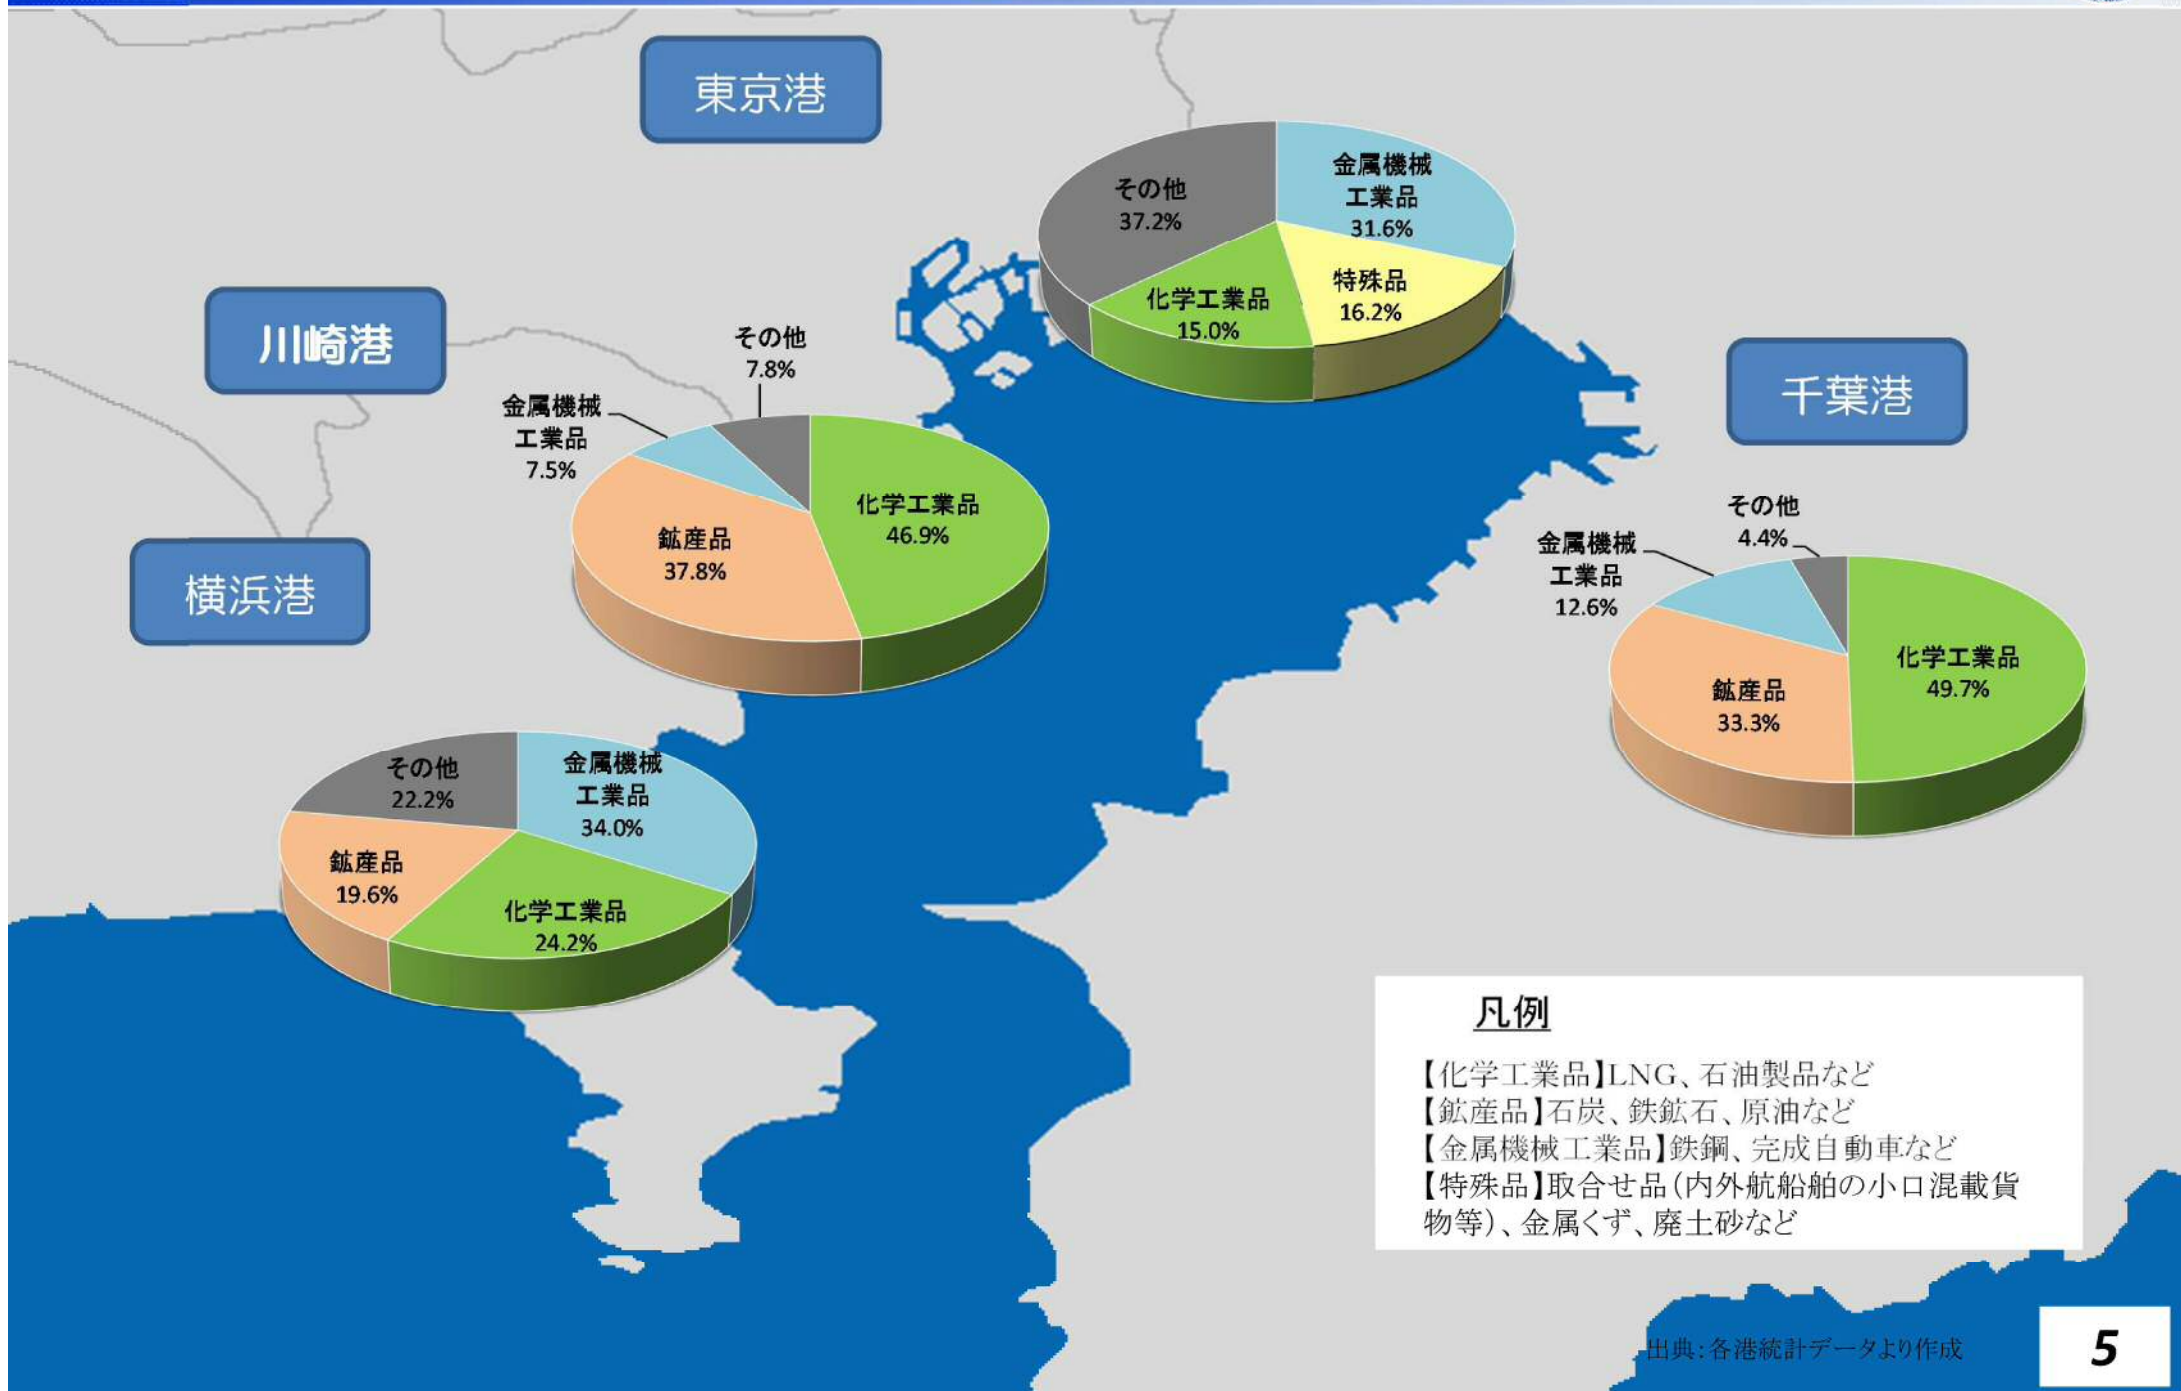 東京港
その他
37.2%
金属機械
工業品
31.6%
特殊品
16.2%
化学工業品
15.0%
川崎港
その他
7.8%
金属機械
工業品
7.5%
鉱産品
37.8%
化学工業品
46.9%
千葉港
その他
4.4%
金属機械
工業品
12.6%
鉱産品
33.3%
化学工業品
49.7%
横浜港
その他
22.2%
金属機械
工業品
34.0%
鉱産品
19.6%
化学工業品
24.2%
凡例
【化学工業品】LNG、石油製品など
【鉱産品】石炭、鉄鉱石、原油など
【金属機械工業品】鉄鋼、完成自動車など
【特殊品】取合せ品(内外航船舶の小口混載貨
物等)、金属くず、廃土砂など
出典:各港統計データより作成
5